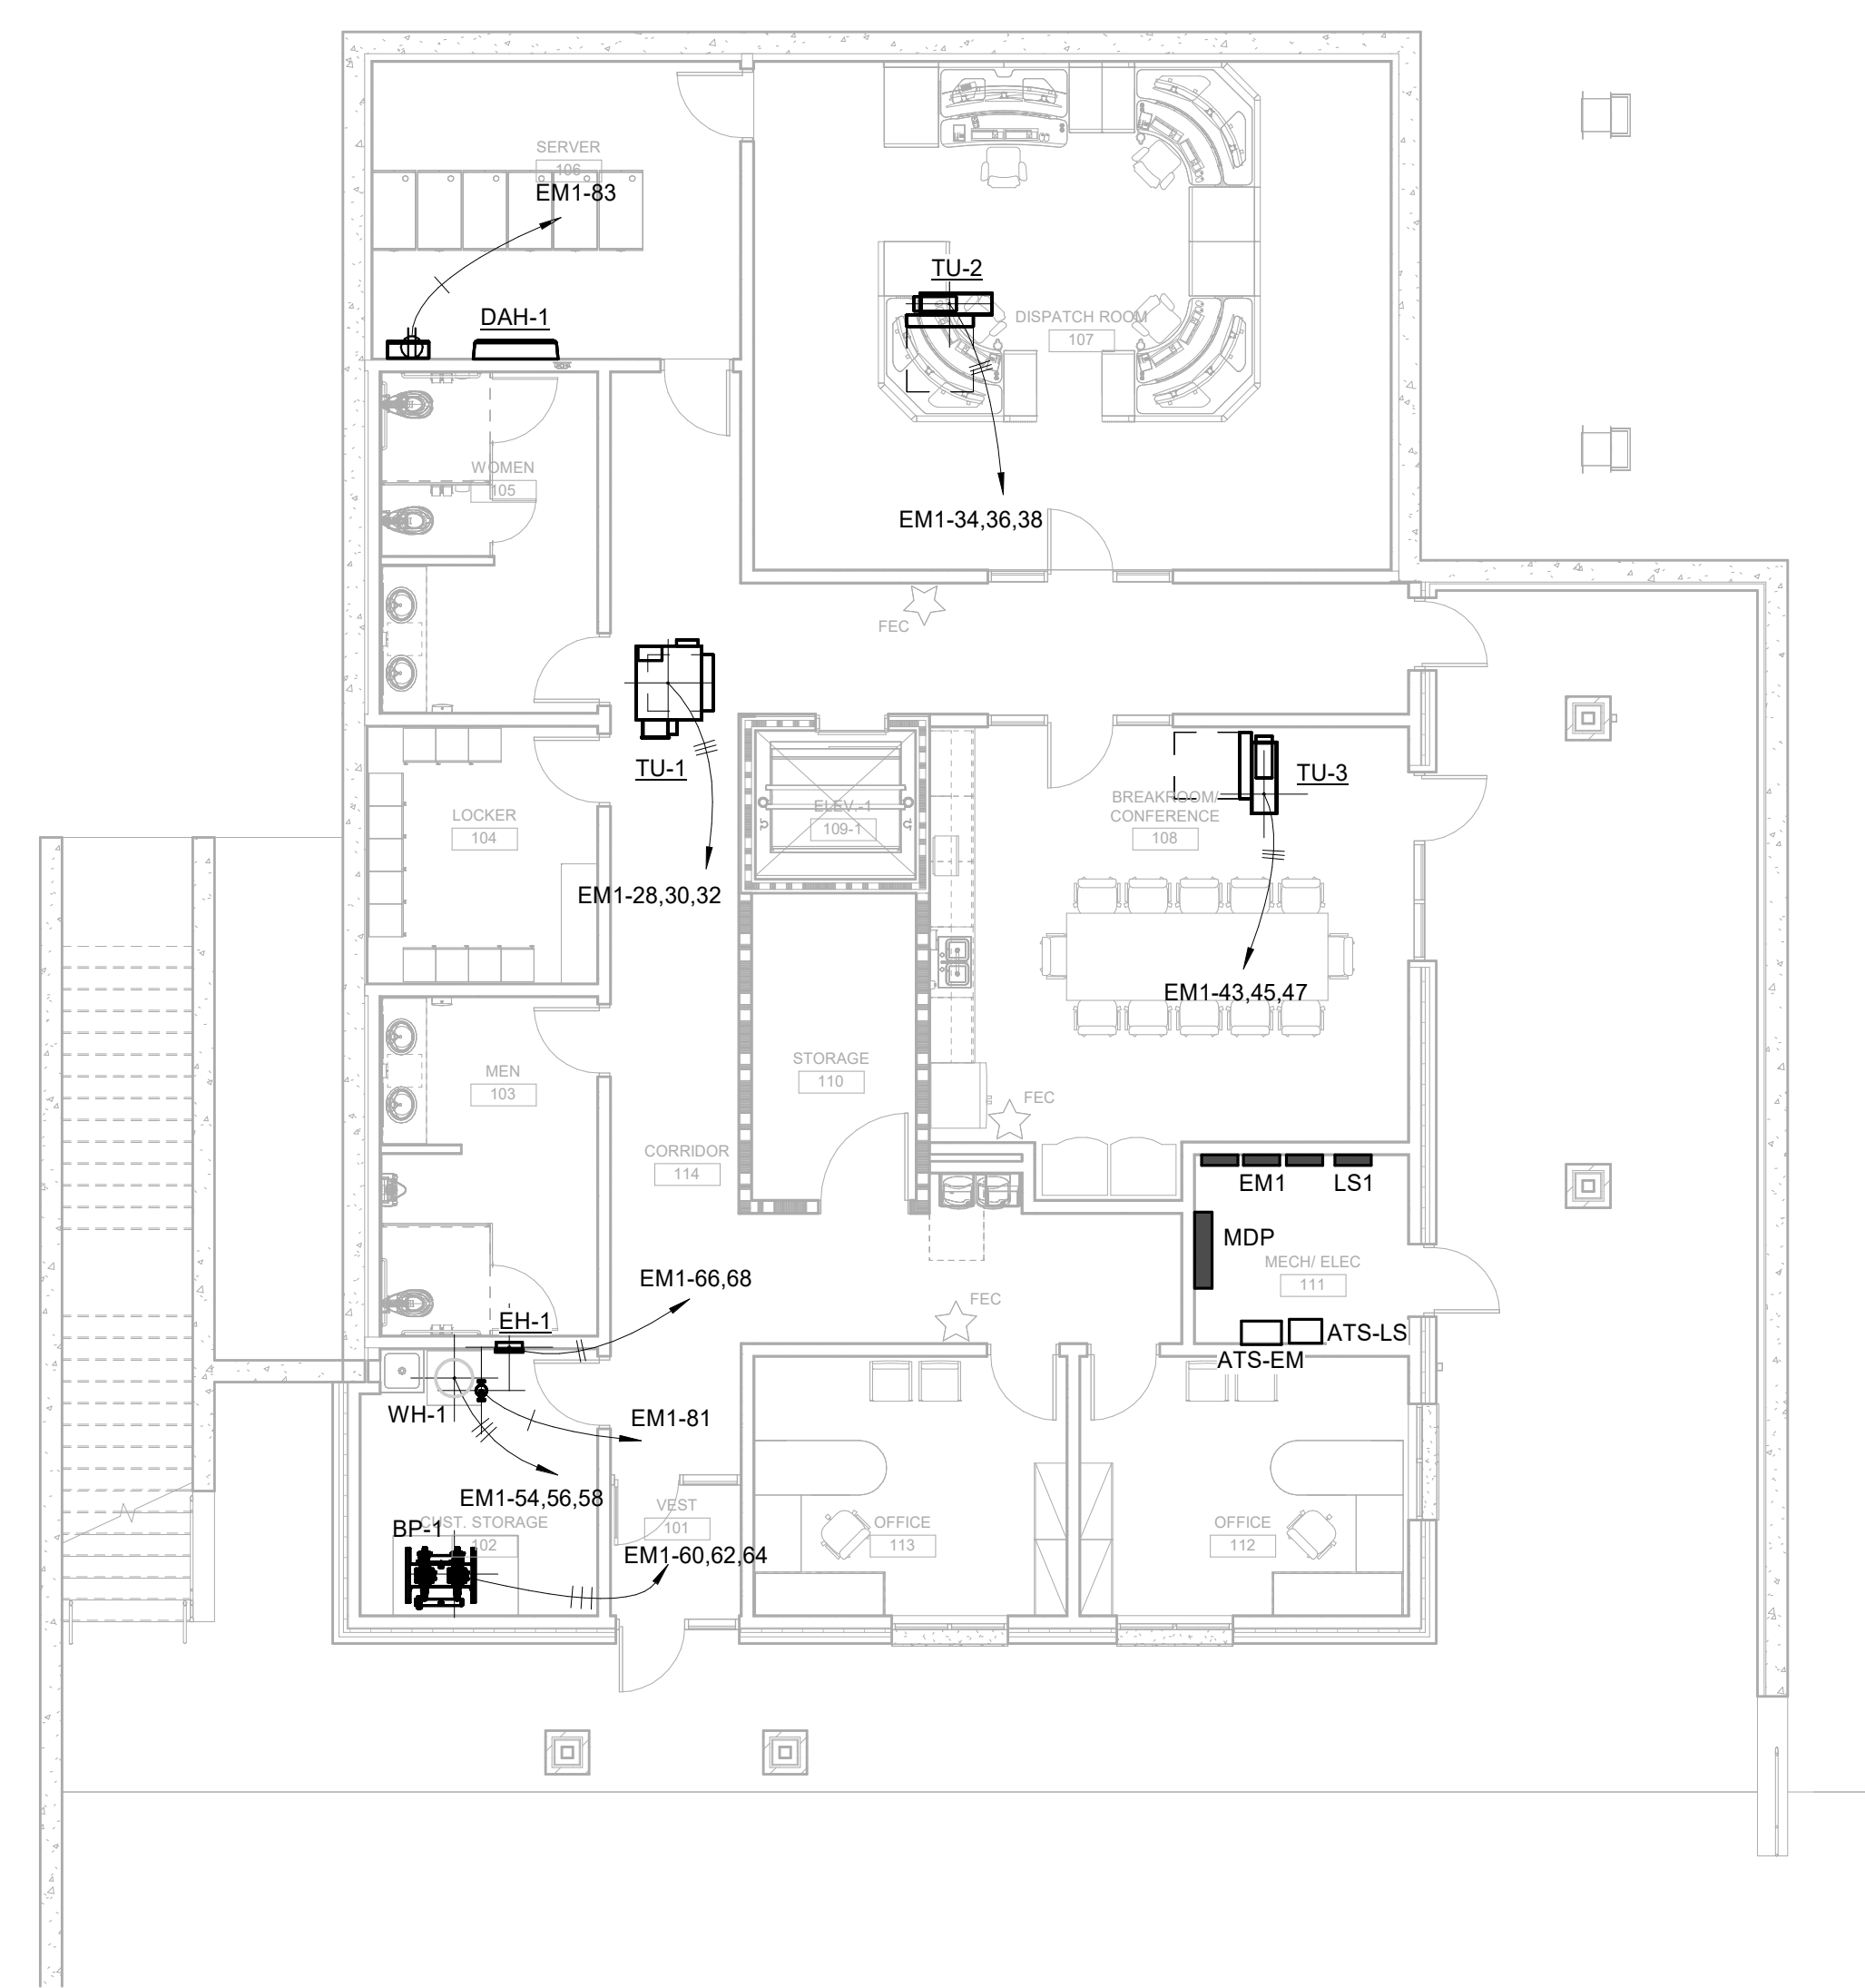 SERVER
106
EM1-83
TU-2
DAH-1
DISPATCH ROOM
107
WOMEN
105
EM1-34,36,38
FEC
TU-1
TU-3
BREAKROOM/
CONFERENCE
108
LOCKER
104
ELEV.-1
109-1
EM1-28,30,32
EM1-43,45,47
MEN
103
STORAGE
110
FEC
CORRIDOR
114
EM1
LS1
MDP
MECH/ ELEC
111
EM1-66,68
EH-1
FEC
ATS-LS
ATS-EM
WH-1
EM1-81
EM1-54,56,58
VEST
101
BP-1
CUST. STORAGE
102
OFFICE
113
OFFICE
112
EM1-60,62,64